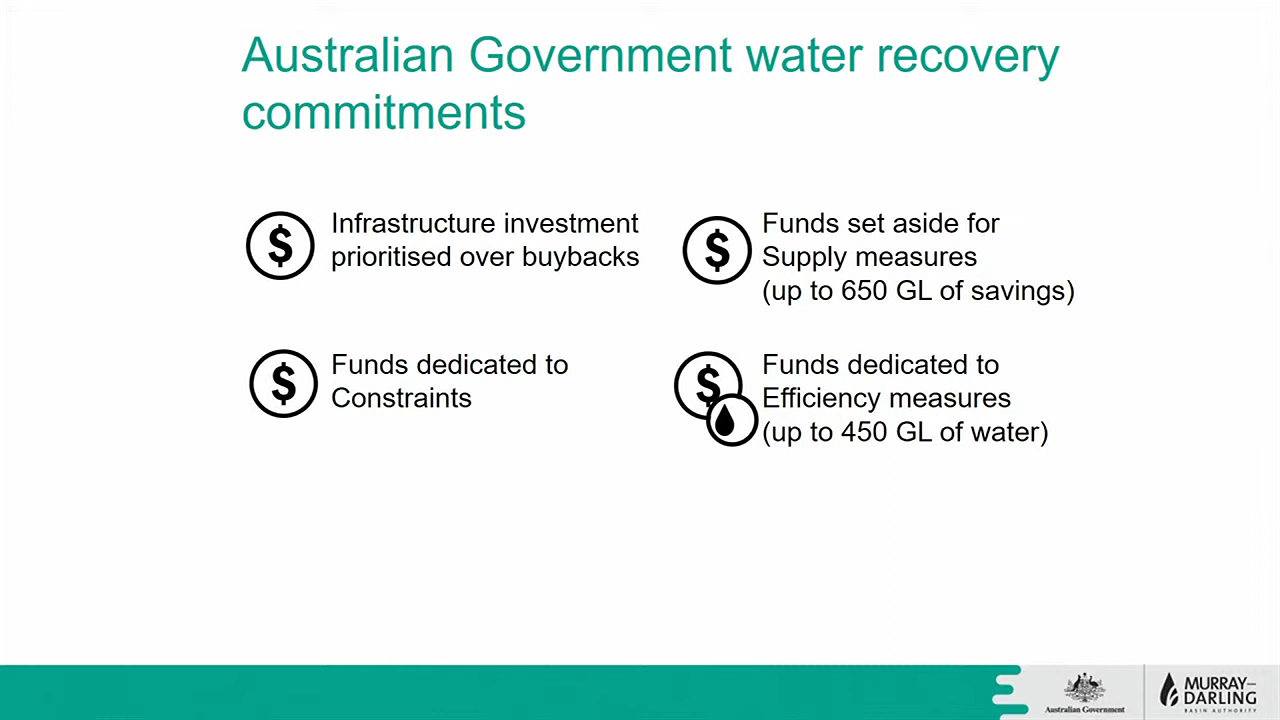 Australian Government water recovery
commitments
$ Infrastructure investment
prioritised over buybacks
$ Funds set aside for
Supply measures
(up to 650 GL of savings)
$ Funds dedicated to
Constraints
$ Funds dedicated to
Efficiency measures
(up to 450 GL of water)
Australian Government
MURRAY–
DARLING
BASIN AUTHORITY